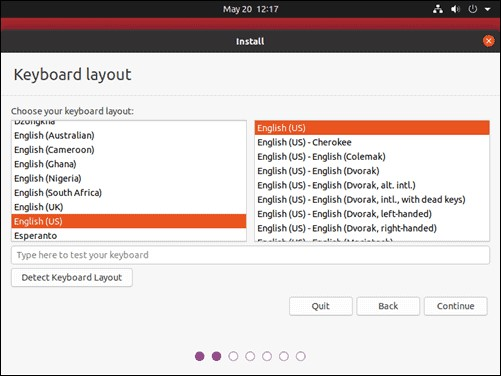 May 20 12:17
Install
Keyboard layout
Choose your keyboard layout:
Dzongkha
English (Australian)
English (Cameroon)
English (Ghana)
English (Nigeria)
English (South Africa)
English (UK)
English (US)
Esperanto
English (US)
English (US) - Cherokee
English (US) - English (Colemak)
English (US) - English (Dvorak)
English (US) - English (Dvorak, alt. intl.)
English (US) - English (Dvorak, intl., with dead keys)
English (US) - English (Dvorak, left-handed)
English (US) - English (Dvorak, right-handed)
English (US) - English (Macintosh)
Type here to test your keyboard
Detect Keyboard Layout
Quit
Back
Continue